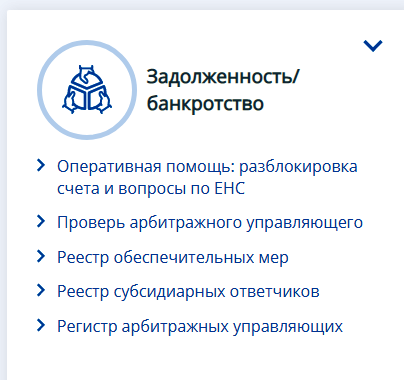 Задолженность/
банкротство
Оперативная помощь: разблокировка
счета и вопросы по ЕНС
Проверь арбитражного управляющего
Реестр обеспечительных мер
Реестр субсидиарных ответчиков
Регистр арбитражных управляющих